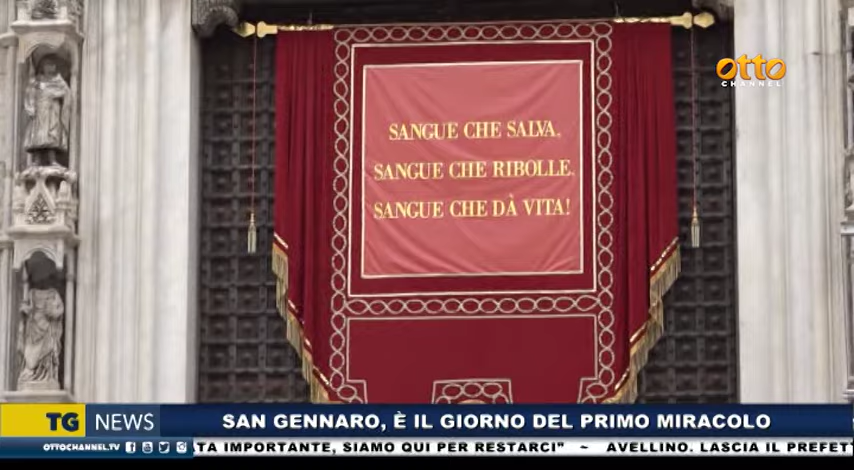 otto
CHANNEL
SANGUE CHE SALVA,
SANGUE CHE RIBOLLE,
SANGUE CHE DÀ VITA!
TG NEWS
SAN GENNARO, È IL GIORNO DEL PRIMO MIRACOLO
OTTOCHANNEL.TV
TA IMPORTANTE, SIAMO QUI PER RESTARCI" ~ AVELLINO. LASCIA IL PREFETT